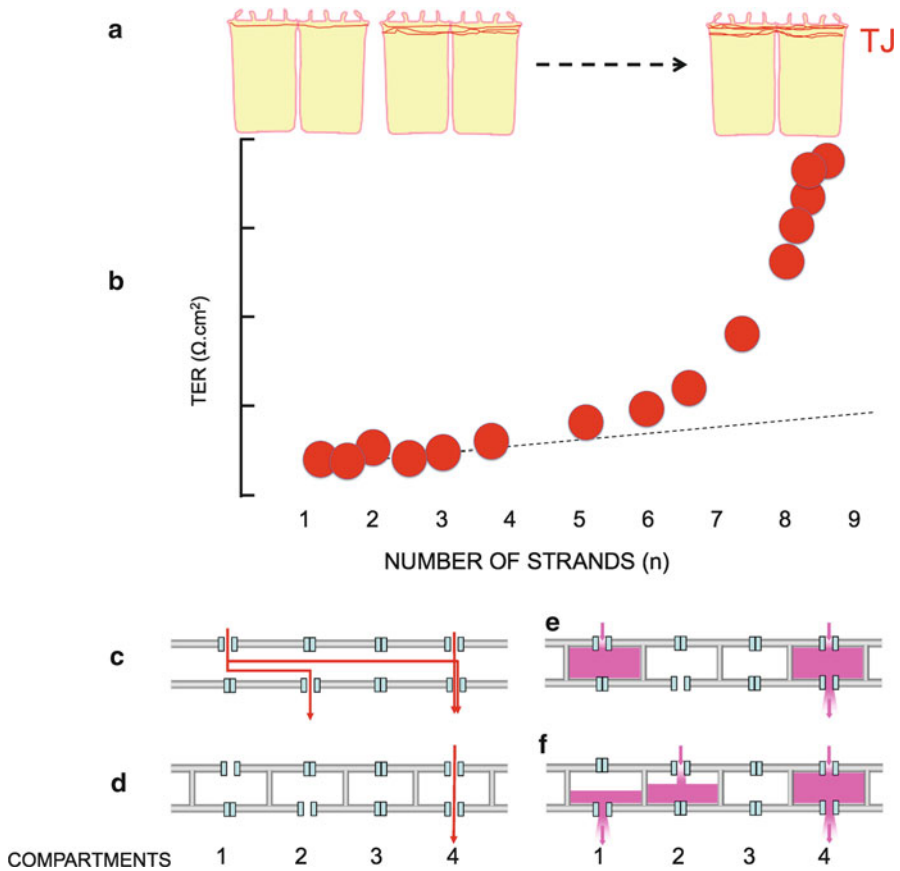 a
TJ
b
TER (Ω.cm²)
1 2 3 4 5 6 7 8 9
NUMBER OF STRANDS (n)
c
e
d
f
COMPARTMENTS 1 2 3 4 1 2 3 4